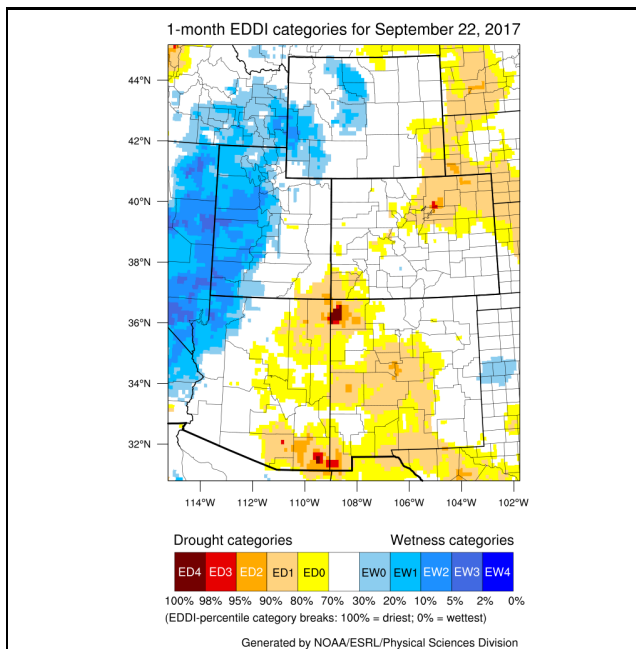 1-month EDDI categories for September 22, 2017
44°N
42°N
40°N
38°N
36°N
34°N
32°N
114°W 112°W 110°W 108°W 106°W 104°W 102°W
Drought categories Wetness categories
ED4 ED3 ED2 ED1 ED0 EW0 EW1 EW2 EW3 EW4
100% 98% 95% 90% 80% 70% 30% 20% 10% 5% 2% 0%
(EDDI-percentile category breaks: 100% = driest; 0% = wettest)
Generated by NOAA/ESRL/Physical Sciences Division